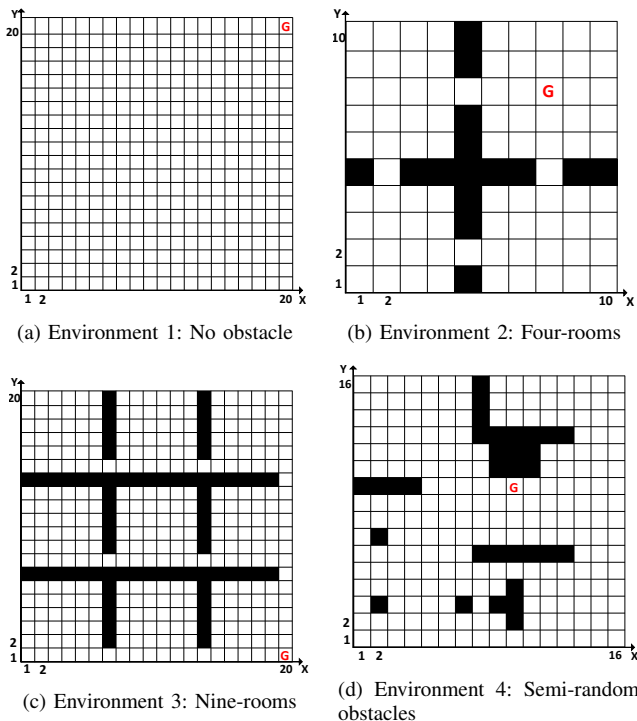 Y
20
G
2
1
1 2
20 X
(a) Environment 1: No obstacle
Y
10
G
2
1
1 2
10 X
(b) Environment 2: Four-rooms
Y
20
2
1
G
1 2
20 X
(c) Environment 3: Nine-rooms
Y
16
G
2
1
1 2
16 X
(d) Environment 4: Semi-random
obstacles